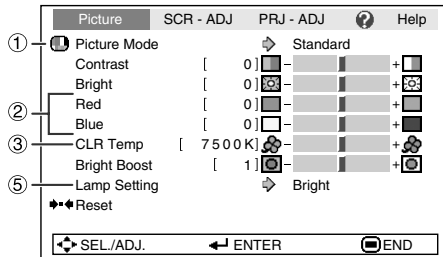 Picture SCR - ADJ PRJ - ADJ ? Help
① Picture Mode Standard
Contrast [ 0] - +
Bright [ 0] - +
② Red [ 0] - +
Blue [ 0] - +
③ CLR Temp [ 7500K] - +
Bright Boost [ 1] - +
⑤ Lamp Setting Bright
Reset
SEL./ADJ. ENTER END